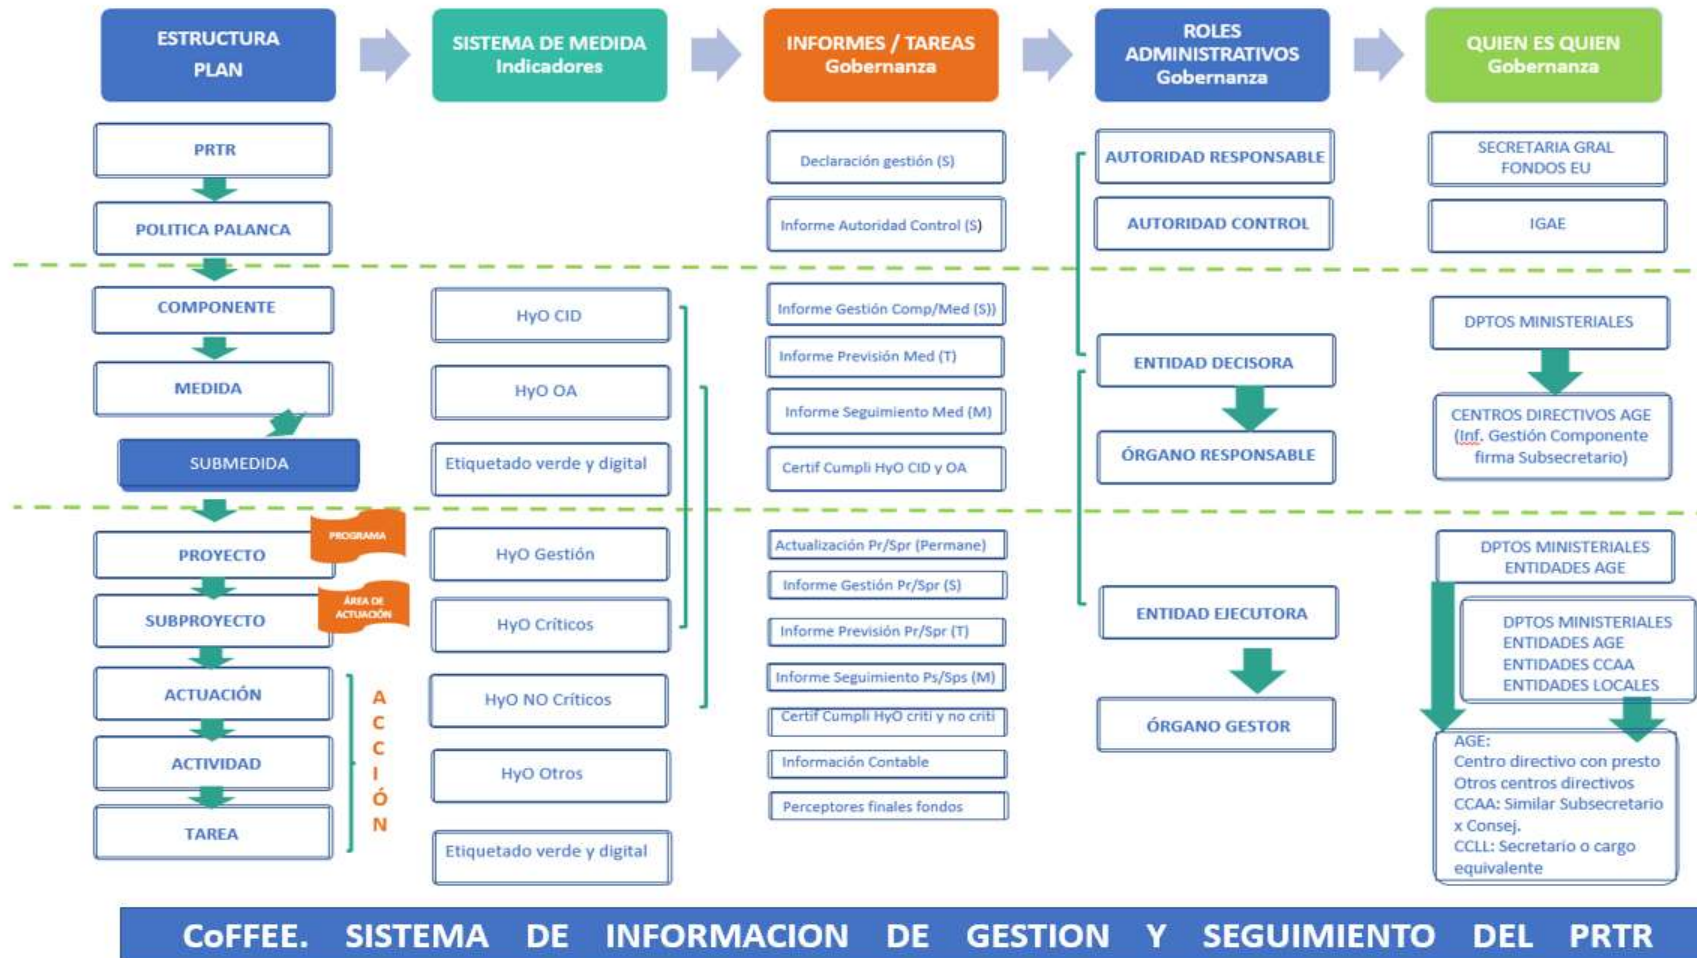 ESTRUCTURA
PLAN
SISTEMA DE MEDIDA
Indicadores
INFORMES / TAREAS
Gobernanza
ROLES
ADMINISTRATIVOS
Gobernanza
QUIEN ES QUIEN
Gobernanza
PRTR
POLITICA PALANCA
COMPONENTE
MEDIDA
SUBMEDIDA
PROYECTO
PROGRAMA
SUBPROYECTO
ÁREA DE
ACTUACIÓN
ACTUACIÓN
ACTIVIDAD
TAREA
ACCIÓN
HyO CID
HyO OA
Etiquetado verde y digital
HyO Gestión
HyO Críticos
HyO NO Críticos
HyO Otros
Etiquetado verde y digital
Declaración gestión (S)
Informe Autoridad Control (S)
Informe Gestión Comp/Med (S))
Informe Previsión Med (T)
Informe Seguimiento Med (M)
Certif Cumpli HyO CID y OA
Actualización Pr/Spr (Permane)
Informe Gestión Pr/Spr (S)
Informe Previsión Pr/Spr (T)
Informe Seguimiento Ps/Sps (M)
Certif Cumpli HyO criti y no criti
Información Contable
Perceptores finales fondos
AUTORIDAD RESPONSABLE
AUTORIDAD CONTROL
ENTIDAD DECISORA
ÓRGANO RESPONSABLE
ENTIDAD EJECUTORA
ÓRGANO GESTOR
SECRETARIA GRAL
FONDOS EU
IGAE
DPTOS MINISTERIALES
CENTROS DIRECTIVOS AGE
(Inf. Gestión Componente
firma Subsecretario)
DPTOS MINISTERIALES
ENTIDADES AGE
DPTOS MINISTERIALES
ENTIDADES AGE
ENTIDADES CCAA
ENTIDADES LOCALES
AGE:
Centro directivo con presto
Otros centros directivos
CCAA: Similar Subsecretario
x Consej.
CCLL: Secretario o cargo
equivalente
CoFFEE. SISTEMA DE INFORMACION DE GESTION Y SEGUIMIENTO DEL PRTR